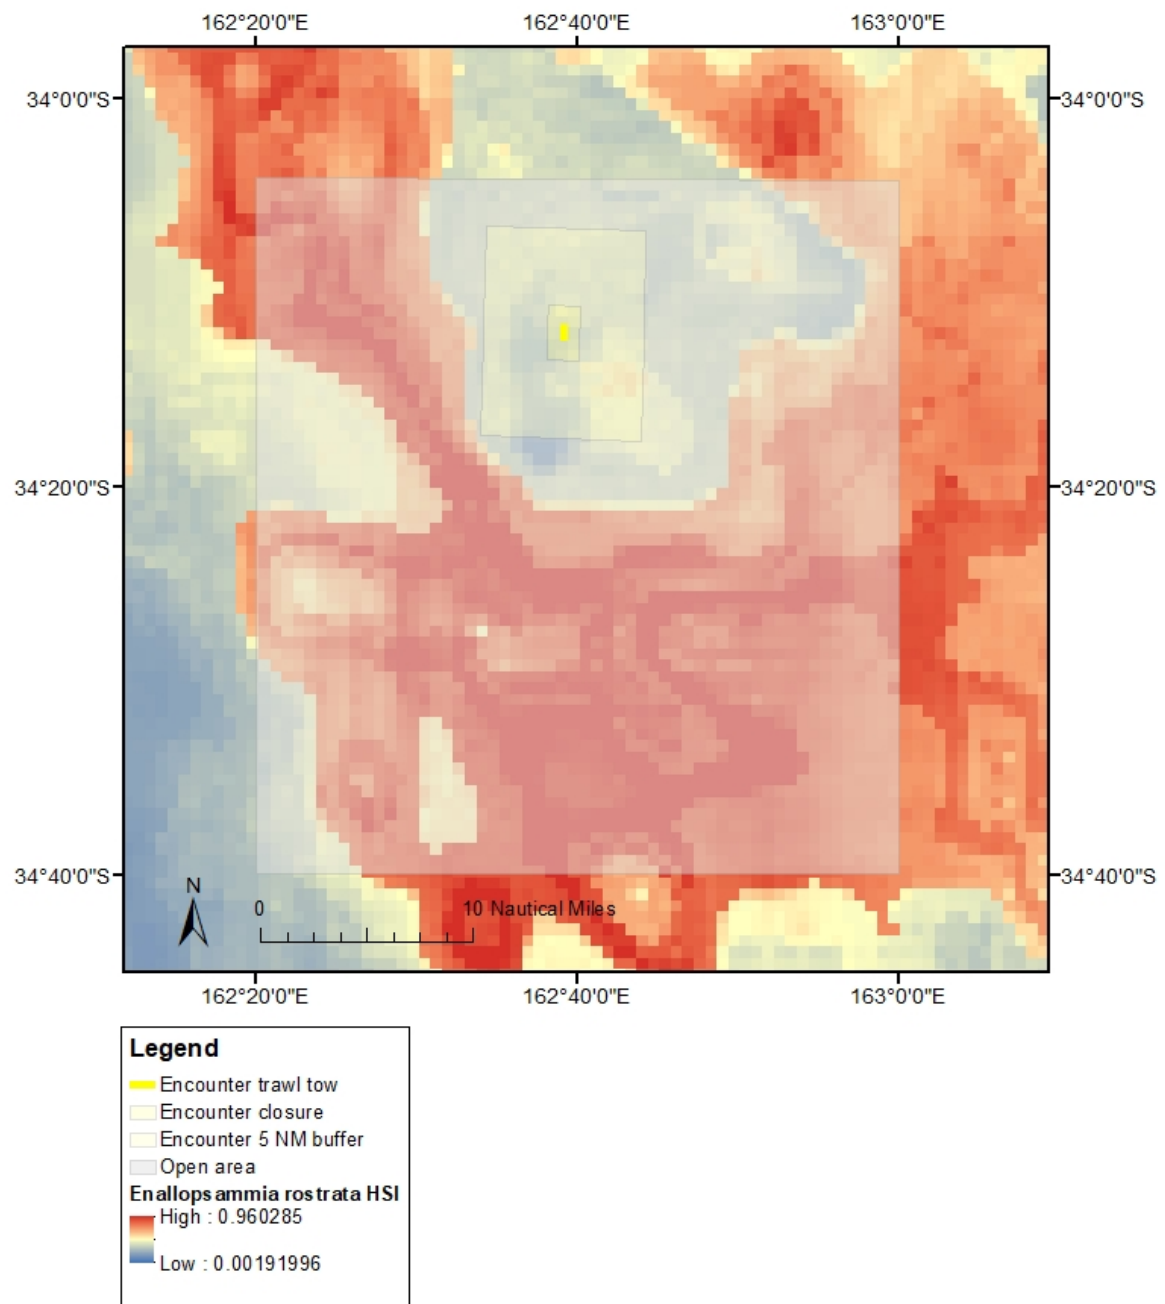 162°20'0"E 162°40'0"E 163°0'0"E
34°0'0"S 34°0'0"S
34°20'0"S 34°20'0"S
34°40'0"S 34°40'0"S
N
0 10 Nautical Miles
162°20'0"E 162°40'0"E 163°0'0"E
Legend
Encounter trawl tow
Encounter closure
Encounter 5 NM buffer
Open area
Enallopsammia rostrata HSI
High : 0.960285
Low : 0.00191996